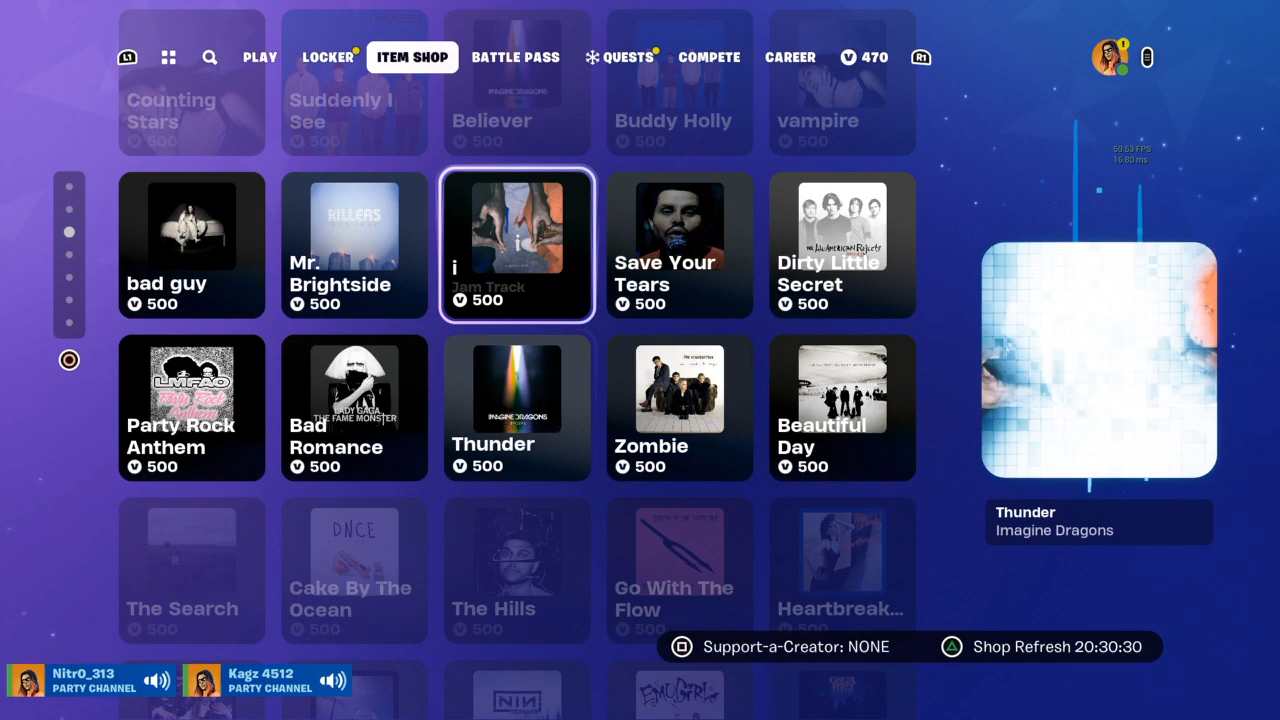 L1
PLAY
LOCKER
ITEM SHOP
BATTLE PASS
QUESTS
COMPETE
CAREER
470
R1
Counting
Stars
500
Suddenly I
See
500
IMAGINE DRAGONS
Believer
500
Buddy Holly
500
vampire
500
59.53 FPS
16.80 ms
bad guy
500
KILLERS
Mr.
Brightside
500
i
Jam Track
500
Save Your
Tears
500
THE ALL-AMERICAN REJECTS
Dirty Little
Secret
500
LMFAO
Party Rock
Anthem
Party Rock
Anthem
500
LADY GAGA
THE FAME MONSTER
Bad
Romance
500
IMAGINE DRAGONS
Thunder
500
Zombie
500
Beautiful
Day
500
Thunder
Imagine Dragons
The Search
500
DNCE
Cake By The
Ocean
500
The Hills
500
Go With The
Flow
500
Heartbreak...
500
Support-a-Creator: NONE
Shop Refresh 20:30:30
Nitr0_313
PARTY CHANNEL
Kagz 4512
PARTY CHANNEL
NIN